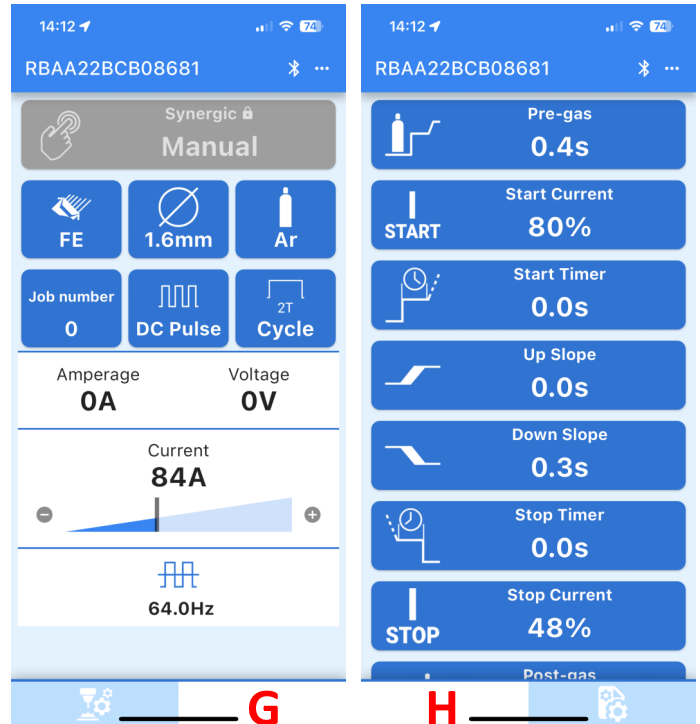 14:12
74
RBAA22BCB08681
Synergic
Manual
FE
1.6mm
Ar
Job number
0
DC Pulse
2T
Cycle
Amperage
0A
Voltage
0V
Current
84A
64.0Hz
G
14:12
74
RBAA22BCB08681
Pre-gas
0.4s
START
Start Current
80%
Start Timer
0.0s
Up Slope
0.0s
Down Slope
0.3s
Stop Timer
0.0s
STOP
Stop Current
48%
Post-gas
H